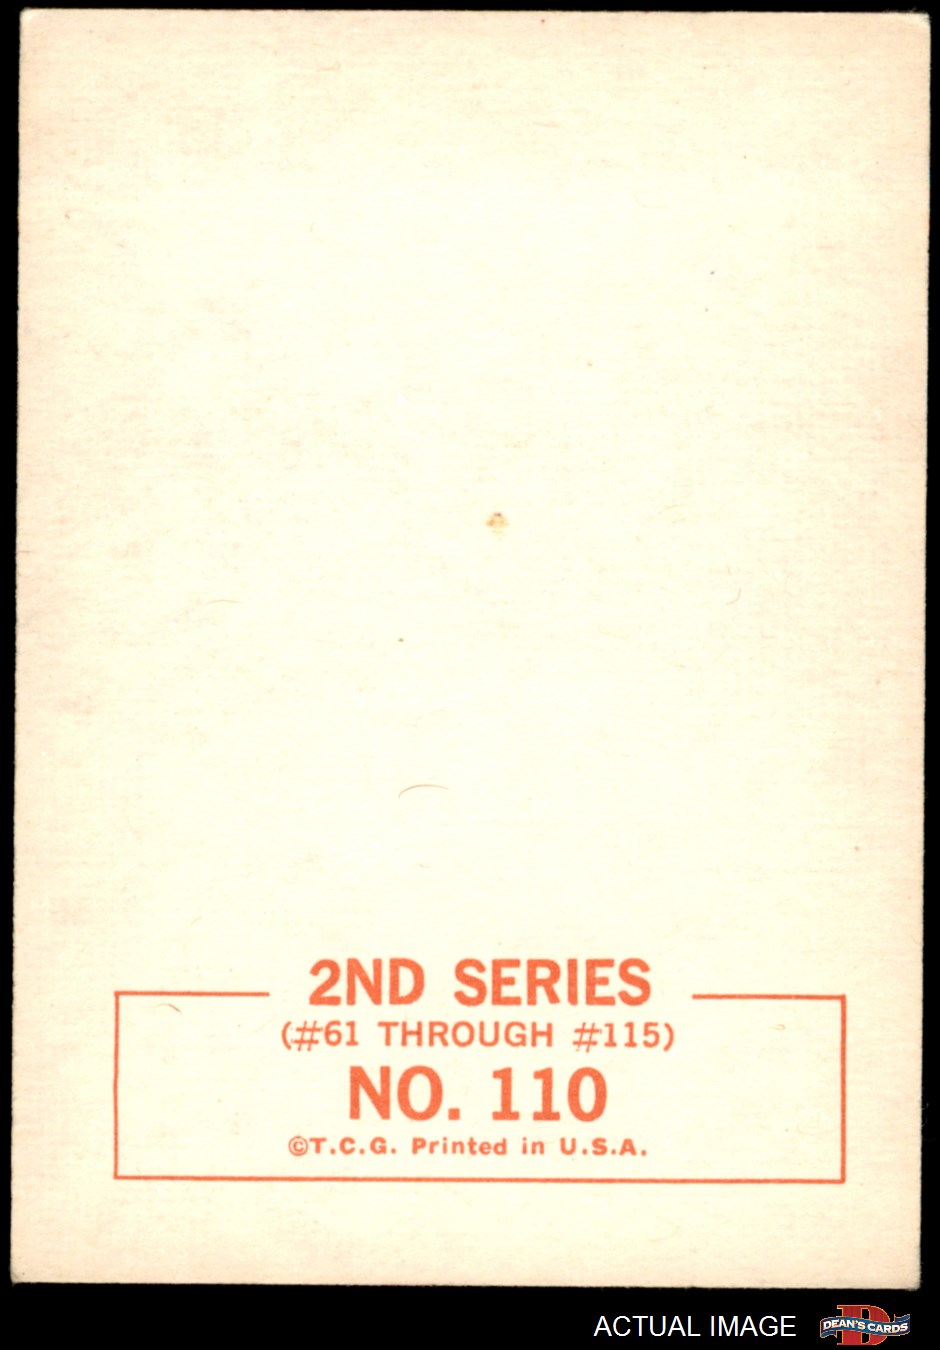 2ND SERIES
(#61 THROUGH #115)
NO. 110
©T.C.G. Printed in U.S.A.
ACTUAL IMAGE
DEAN'S CARDS